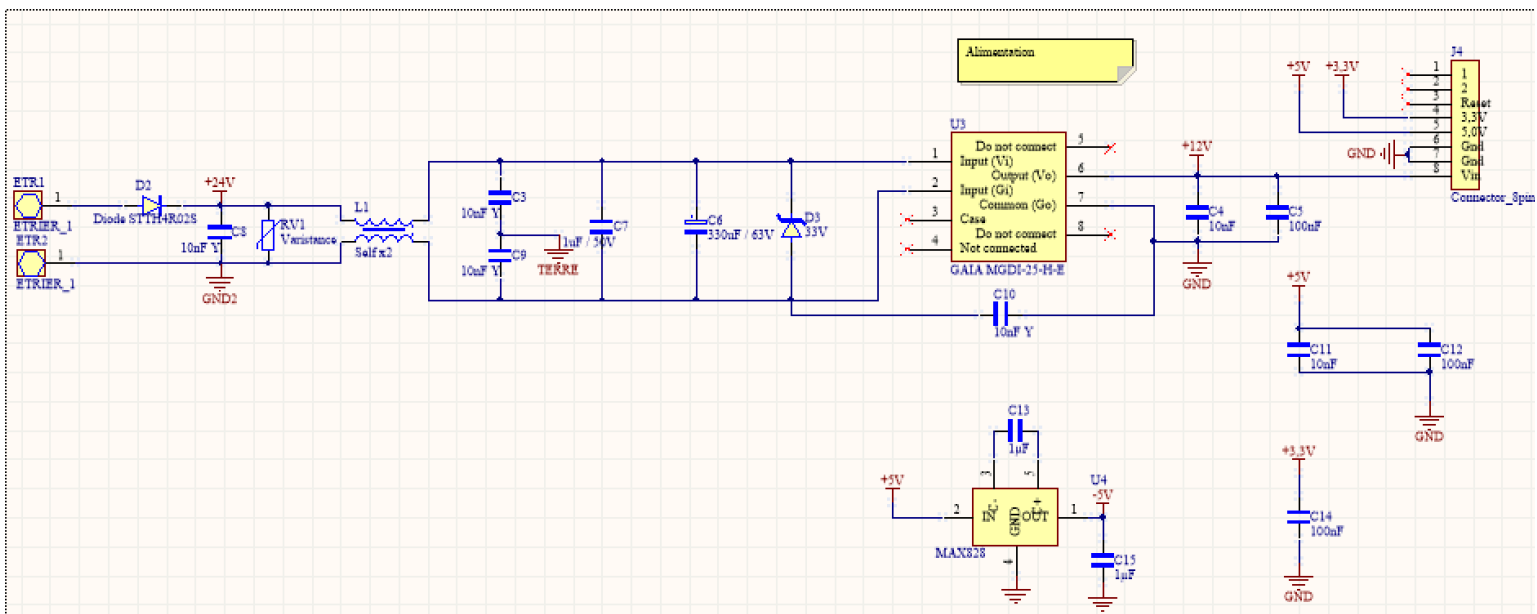 Alimentation
ETR1
1
ETRIER_1
ETR2
1
ETRIER_1
D2
Diode STTH4R02S
+24V
C8
10nF Y
GND2
RV1
Varistance
L1
Self x2
C3
10nF Y
C9
10nF Y
TERRE
C7
1uF / 50V
C6
330uF / 63V
D3
33V
U3
1
2
3
4
Do not connect
Input (Vi)
Output (Vo)
Input (Gi)
Common (Go)
Case
Do not connect
Not connected
5
6
7
8
GAIA MGDI-25-H-E
C10
10nF Y
+12V
C4
10nF
C5
100nF
GND
+5V
+3,3V
J4
1
2
3
4
5
6
7
8
1
2
Reset
3,3V
5,0V
Gnd
Gnd
Vin
GND
Connector_8pin
+5V
C11
10nF
C12
100nF
GND
C13
1µF
3
5
+5V
2
IN
C-
GND
C+
OUT
1
4
U4
-5V
MAX828
C15
1µF
+3,3V
C14
100nF
GND